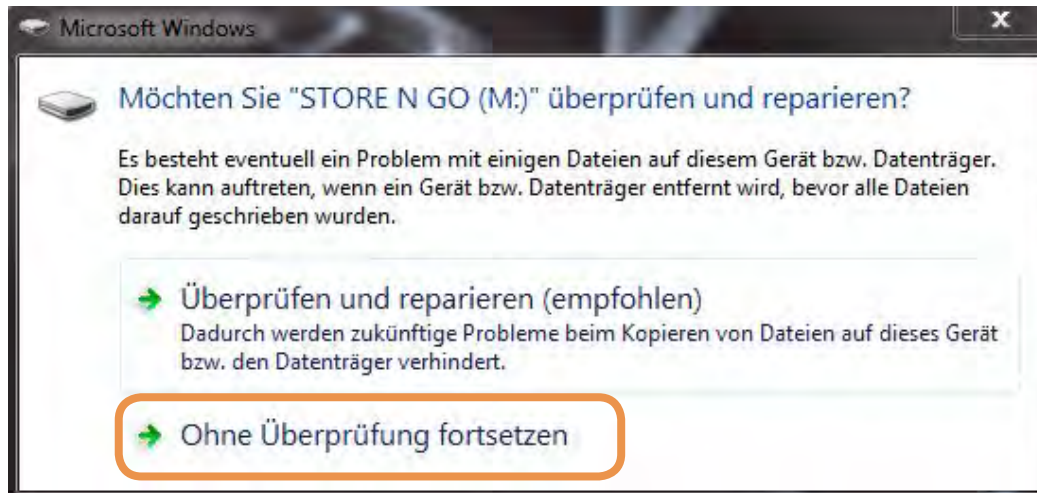 Microsoft Windows
Möchten Sie "STORE N GO (M:)" überprüfen und reparieren?
Es besteht eventuell ein Problem mit einigen Dateien auf diesem Gerät bzw. Datenträger.
Dies kann auftreten, wenn ein Gerät bzw. Datenträger entfernt wird, bevor alle Dateien
darauf geschrieben wurden.
Überprüfen und reparieren (empfohlen)
Dadurch werden zukünftige Probleme beim Kopieren von Dateien auf dieses Gerät
bzw. den Datenträger verhindert.
Ohne Überprüfung fortsetzen